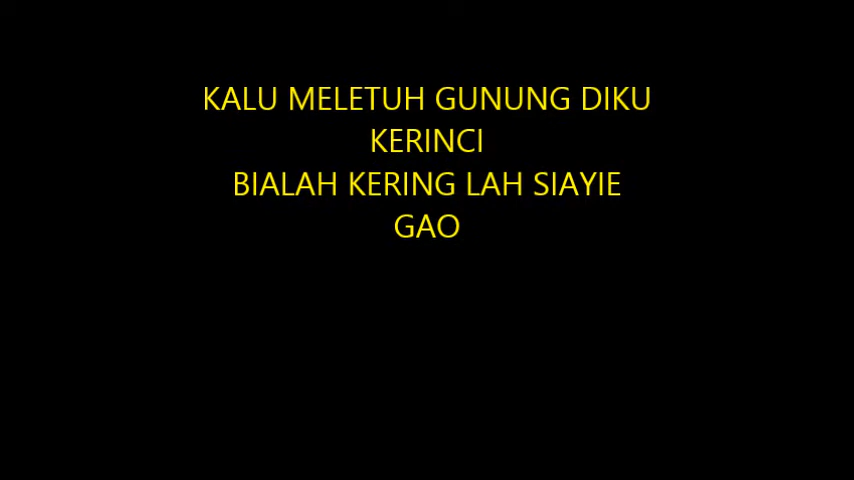 KALU MELETUH GUNUNG DIKU
KERINCI
BIALAH KERING LAH SIAYIE
GAO